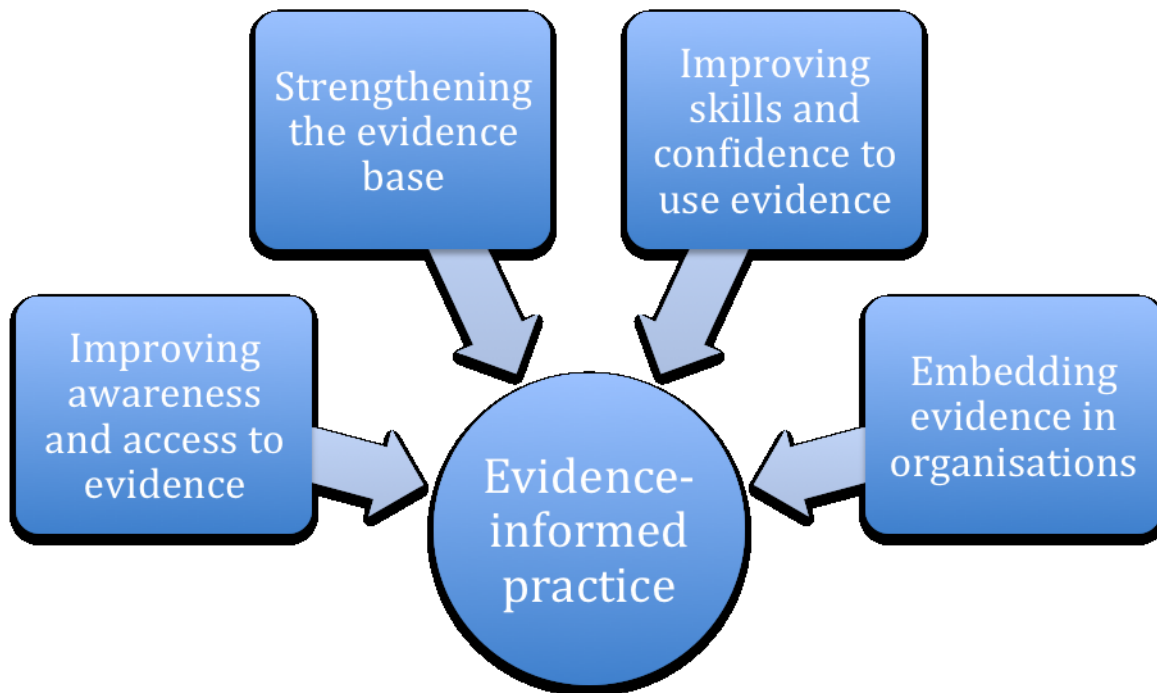 Improving
awareness
and access to
evidence
Strengthening
the evidence
base
Improving
skills and
confidence to
use evidence
Embedding
evidence in
organisations
Evidence-
informed
practice